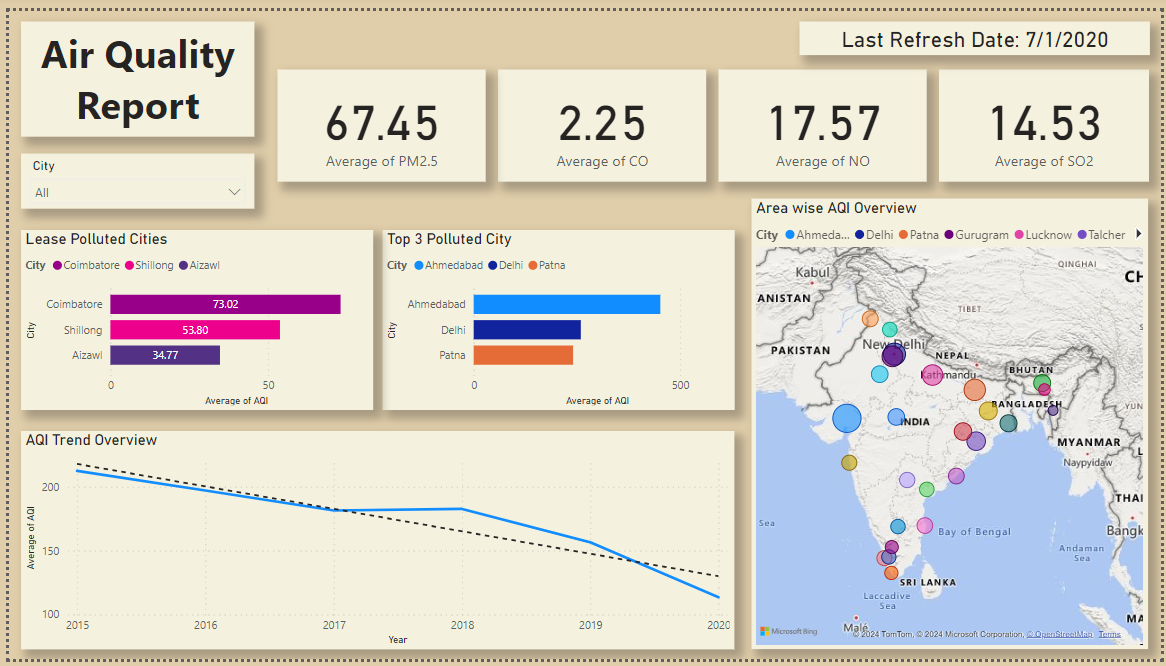 Air Quality
Report
Last Refresh Date: 7/1/2020
67.45
Average of PM2.5
2.25
Average of CO
17.57
Average of NO
14.53
Average of SO2
City
All
Lease Polluted Cities
City Coimbatore Shillong Aizawl
City
Coimbatore 73.02
Shillong 53.80
Aizawl 34.77
0 50
Average of AQI
Top 3 Polluted City
City Ahmedabad Delhi Patna
City
Ahmedabad
Delhi
Patna
0 500
Average of AQI
AQI Trend Overview
Average of AQI
200
150
100
2015 2016 2017 2018 2019 2020
Year
Area wise AQI Overview
City Ahmeda... Delhi Patna Gurugram Lucknow Talcher
QINGHAI
Kabul
CH
ANISTAN
TIBET
New Delhi
PAKISTAN
NEPAL
Kathmandu
BHUTAN
BANGLADESH
YUN
INDIA
MYANMAR
Naypyidaw
THAI
Sea
Bay of Bengal
Bangk
Andaman
Sea
SRI LANKA
Laccadive
Sea
Malé
MA
Microsoft Bing
© 2024 TomTom, © 2024 Microsoft Corporation, © OpenStreetMap Terms